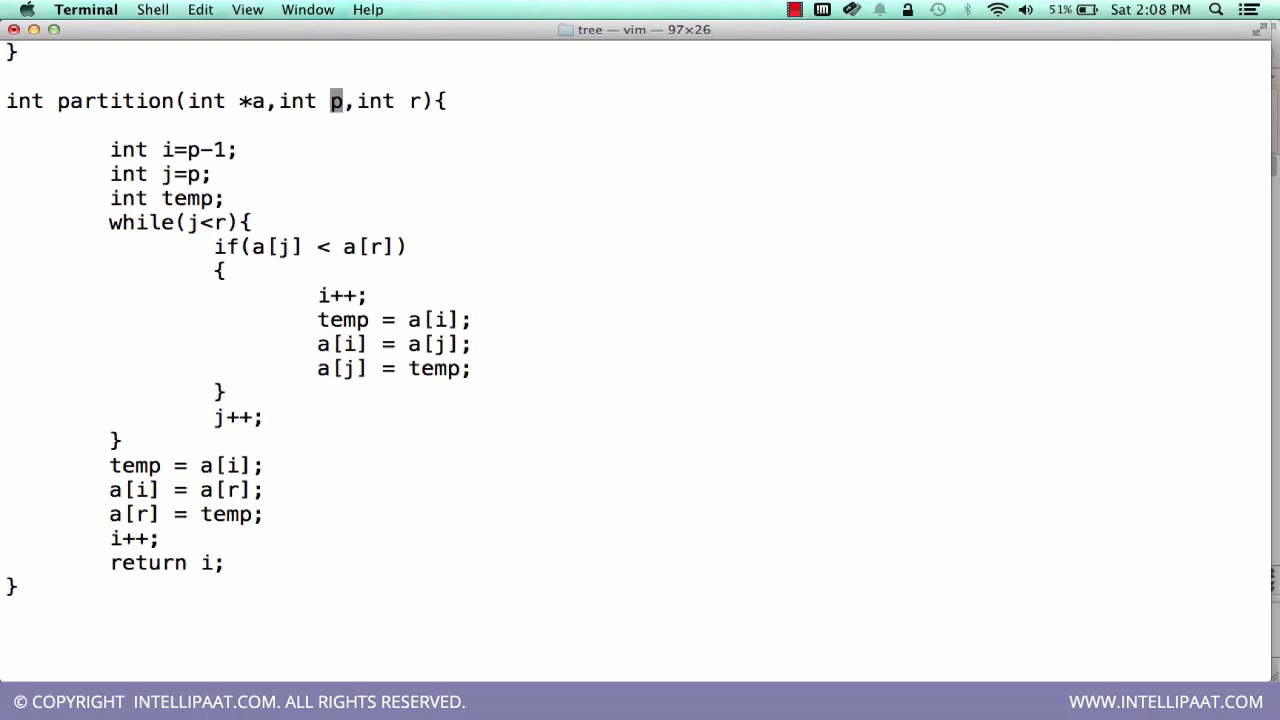 Terminal Shell Edit View Window Help 51% Sat 2:08 PM
tree — vim — 97×26
}
int partition(int *a,int p,int r){
int i=p-1;
int j=p;
int temp;
while(j<r){
if(a[j] < a[r])
{
i++;
temp = a[i];
a[i] = a[j];
a[j] = temp;
}
j++;
}
temp = a[i];
a[i] = a[r];
a[r] = temp;
i++;
return i;
}
© COPYRIGHT INTELLIPAAT.COM. ALL RIGHTS RESERVED. WWW.INTELLIPAAT.COM